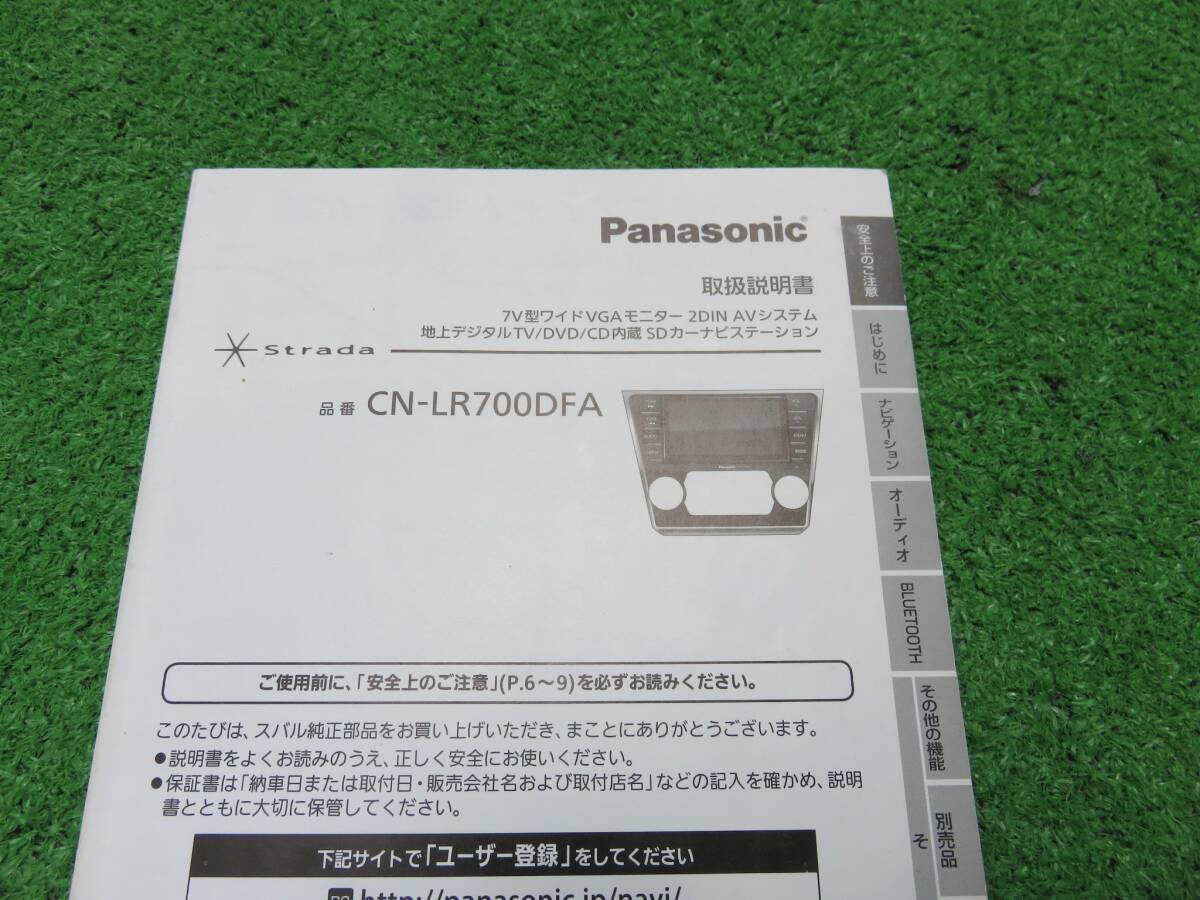 Panasonic
取扱説明書
7V型ワイドVGAモニター 2DIN AVシステム
地上デジタルTV/DVD/CD内蔵 SDカーナビステーション
Strada
品番 CN-LR700DFA
Panasonic
ご使用前に、「安全上のご注意」(P.6～9)を必ずお読みください。
このたびは、スバル純正部品をお買い上げいただき、まことにありがとうございます。
●説明書をよくお読みのうえ、正しく安全にお使いください。
●保証書は「納車日または取付日・販売会社名および取付店名」などの記入を確かめ、説明
書とともに大切に保管してください。
下記サイトで「ユーザー登録」をしてください
http://panasonic.jp/navi/
安全上のご注意
はじめに
ナビゲーション
オーディオ
BLUETOOTH
その他の機能
別売品
そ